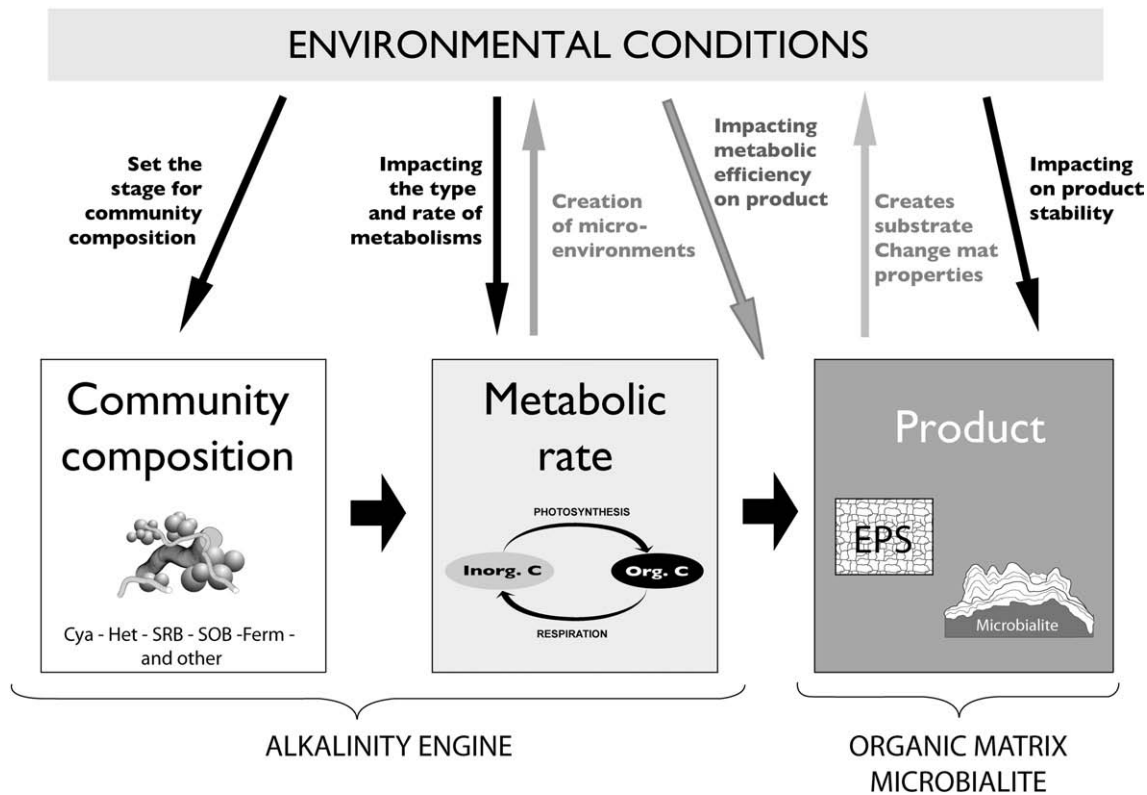 ENVIRONMENTAL CONDITIONS
Set the
stage for
community
composition
Impacting
the type
and rate of
metabolisms
Creation
of micro-
environments
Impacting
metabolic
efficiency
on product
Creates
substrate
Change mat
properties
Impacting
on product
stability
Community
composition
Cya - Het - SRB - SOB -Ferm -
and other
Metabolic
rate
PHOTOSYNTHESIS
Inorg. C
Org. C
RESPIRATION
Product
EPS
Microbialite
ALKALINITY ENGINE
ORGANIC MATRIX
MICROBIALITE